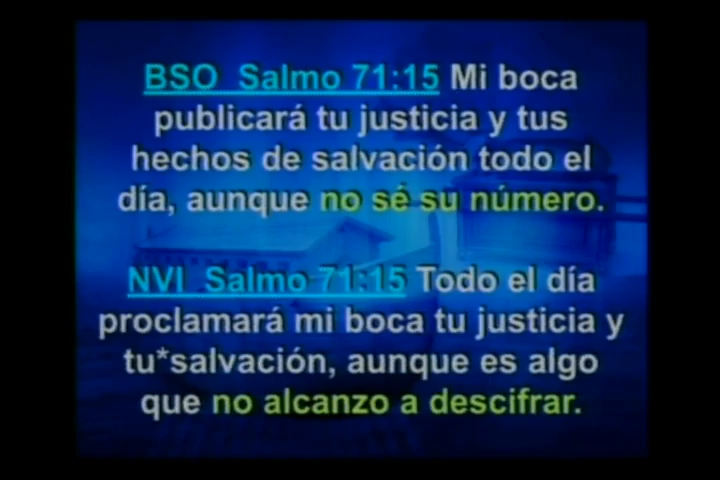 BSO Salmo 71:15 Mi boca
publicará tu justicia y tus
hechos de salvación todo el
día, aunque no sé su número.
NVI Salmo 71:15 Todo el día
proclamará mi boca tu justicia y
tu*salvación, aunque es algo
que no alcanzo a descifrar.